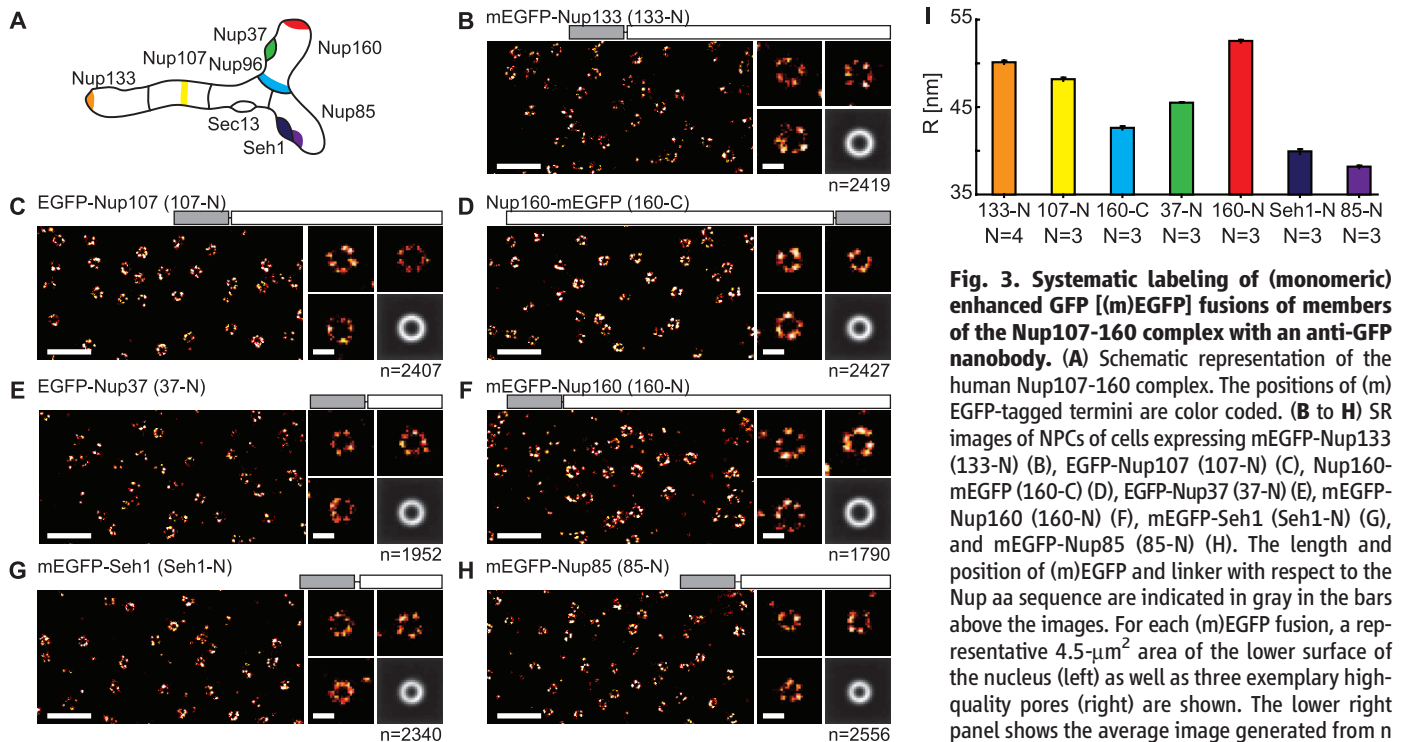 A
Nup37
Nup160
Nup107
Nup96
Nup133
Nup85
Sec13
Seh1
B mEGFP-Nup133 (133-N)
n=2419
C EGFP-Nup107 (107-N)
n=2407
D Nup160-mEGFP (160-C)
n=2427
E EGFP-Nup37 (37-N)
n=1952
F mEGFP-Nup160 (160-N)
n=1790
G mEGFP-Seh1 (Seh1-N)
n=2340
H mEGFP-Nup85 (85-N)
n=2556
I
R [nm]
55
45
35
133-N 107-N 160-C 37-N 160-N Seh1-N 85-N
N=4 N=3 N=3 N=3 N=3 N=3 N=3
Fig. 3. Systematic labeling of (monomeric)
enhanced GFP [(m)EGFP] fusions of members
of the Nup107-160 complex with an anti-GFP
nanobody. (A) Schematic representation of the
human Nup107-160 complex. The positions of (m)
EGFP-tagged termini are color coded. (B to H) SR
images of NPCs of cells expressing mEGFP-Nup133
(133-N) (B), EGFP-Nup107 (107-N) (C), Nup160-
mEGFP (160-C) (D), EGFP-Nup37 (37-N) (E), mEGFP-
Nup160 (160-N) (F), mEGFP-Seh1 (Seh1-N) (G),
and mEGFP-Nup85 (85-N) (H). The length and
position of (m)EGFP and linker with respect to the
Nup aa sequence are indicated in gray in the bars
above the images. For each (m)EGFP fusion, a rep-
resentative 4.5-μm² area of the lower surface of
the nucleus (left) as well as three exemplary high-
quality pores (right) are shown. The lower right
panel shows the average image generated from n